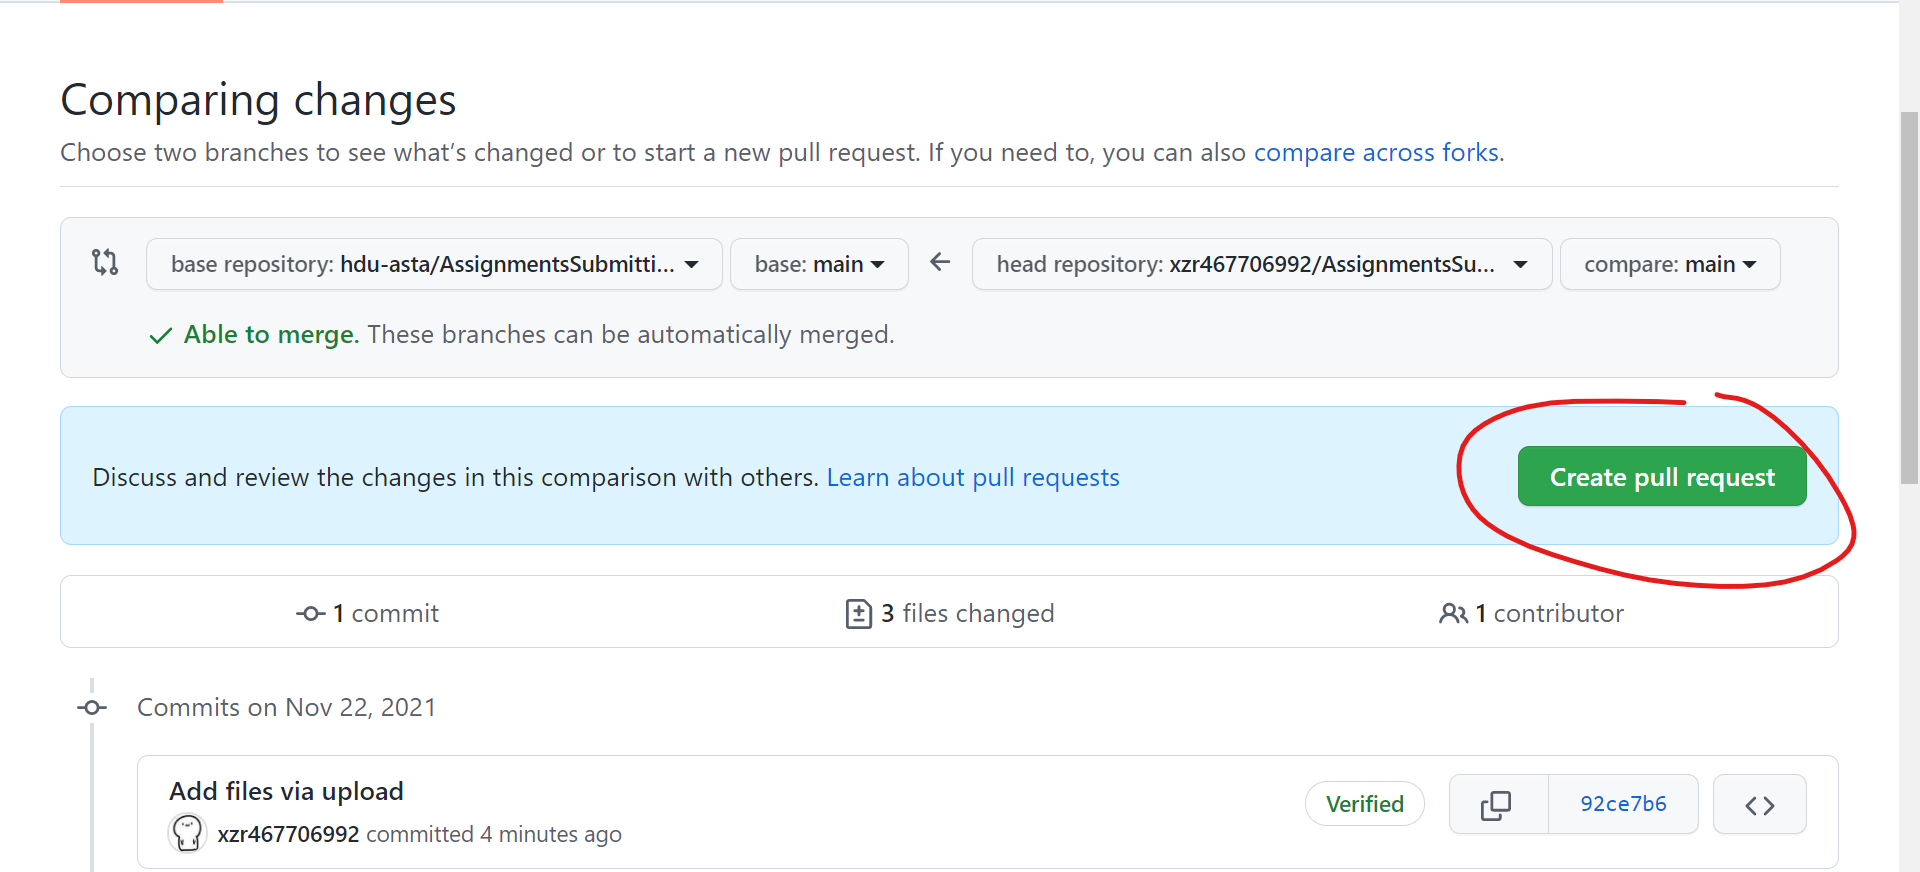 Comparing changes
Choose two branches to see what’s changed or to start a new pull request. If you need to, you can also compare across forks.
base repository: hdu-asta/AssignmentsSubmitti... base: main head repository: xzr467706992/AssignmentsSu... compare: main
Able to merge. These branches can be automatically merged.
Discuss and review the changes in this comparison with others. Learn about pull requests Create pull request
1 commit 3 files changed 1 contributor
Commits on Nov 22, 2021
Add files via upload
xzr467706992 committed 4 minutes ago
Verified 92ce7b6